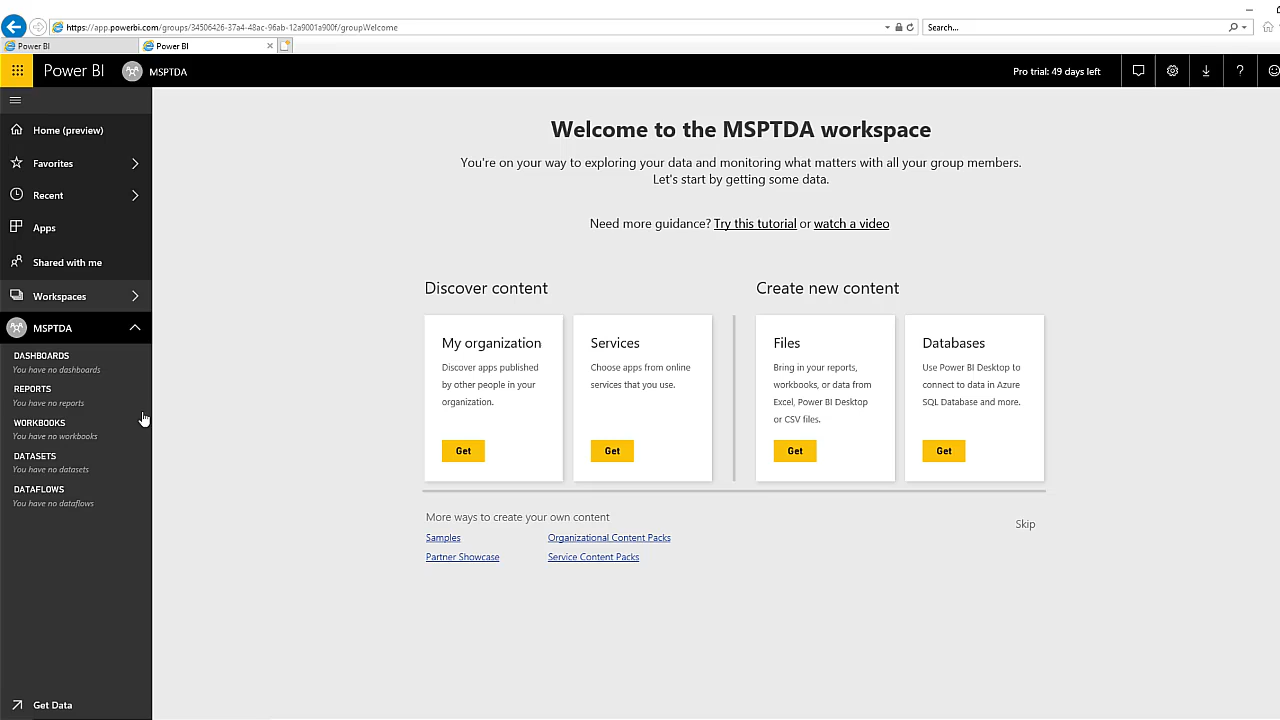 https://app.powerbi.com/groups/34506426-37a4-48ac-96ab-12a9001a900f/groupWelcome
Search...
Power BI
Power BI
Power BI
MSPTDA
Pro trial: 49 days left
Home (preview)
Favorites
Recent
Apps
Shared with me
Workspaces
MSPTDA
DASHBOARDS
You have no dashboards
REPORTS
You have no reports
WORKBOOKS
You have no workbooks
DATASETS
You have no datasets
DATAFLOWS
You have no dataflows
Get Data
Welcome to the MSPTDA workspace
You're on your way to exploring your data and monitoring what matters with all your group members.
Let's start by getting some data.
Need more guidance? Try this tutorial or watch a video
Discover content
My organization
Discover apps published
by other people in your
organization.
Get
Services
Choose apps from online
services that you use.
Get
Create new content
Files
Bring in your reports,
workbooks, or data from
Excel, Power BI Desktop
or CSV files.
Get
Databases
Use Power BI Desktop to
connect to data in Azure
SQL Database and more.
Get
More ways to create your own content
Samples
Organizational Content Packs
Partner Showcase
Service Content Packs
Skip